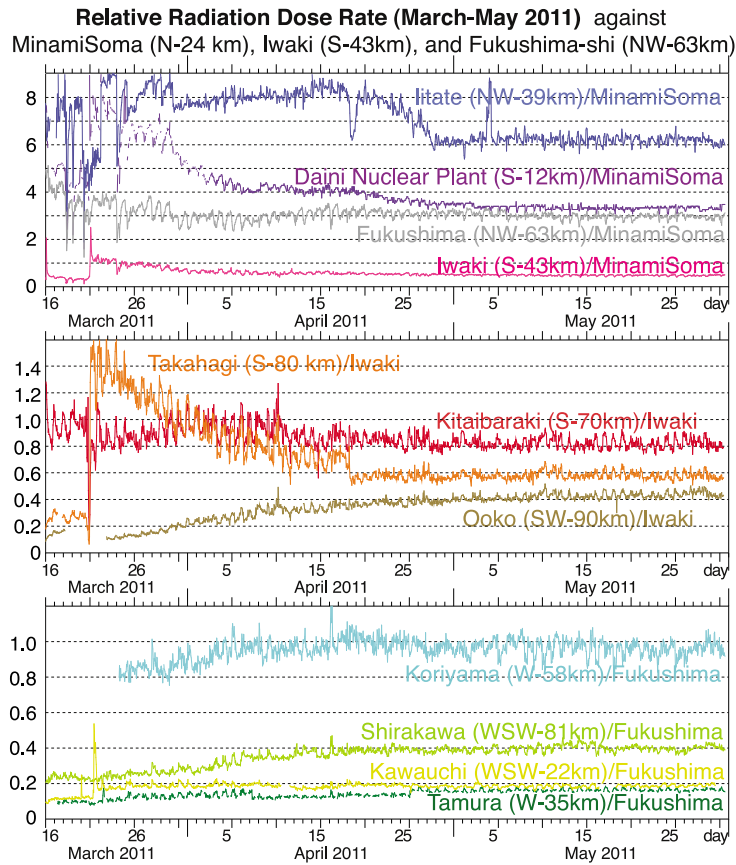 Relative Radiation Dose Rate (March-May 2011) against
MinamiSoma (N-24 km), Iwaki (S-43km), and Fukushima-shi (NW-63km)
8
6
4
2
0
Iitate (NW-39km)/MinamiSoma
Daini Nuclear Plant (S-12km)/MinamiSoma
Fukushima (NW-63km)/MinamiSoma
Iwaki (S-43km)/MinamiSoma
16 26 5 15 25 5 15 25 day
March 2011 April 2011 May 2011
1.4
1.2
1.0
0.8
0.6
0.4
0.2
0
Takahagi (S-80 km)/Iwaki
Kitaibaraki (S-70km)/Iwaki
Ooko (SW-90km)/Iwaki
16 26 5 15 25 5 15 25 day
March 2011 April 2011 May 2011
1.0
0.8
0.4
0.2
0
Koriyama (W-58km)/Fukushima
Shirakawa (WSW-81km)/Fukushima
Kawauchi (WSW-22km)/Fukushima
Tamura (W-35km)/Fukushima
16 26 5 15 25 5 15 25 day
March 2011 April 2011 May 2011